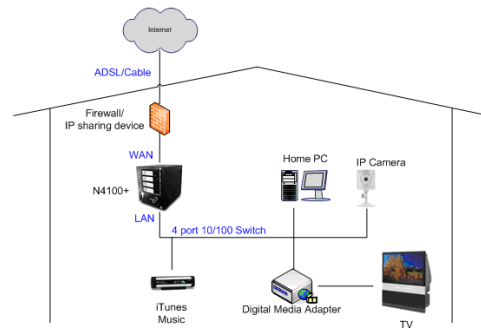 Internet
ADSL/Cable
Firewall/
IP sharing device
WAN
Home PC
IP Camera
N4100+
LAN
4 port 10/100 Switch
iTunes
Music
Digital Media Adapter
TV